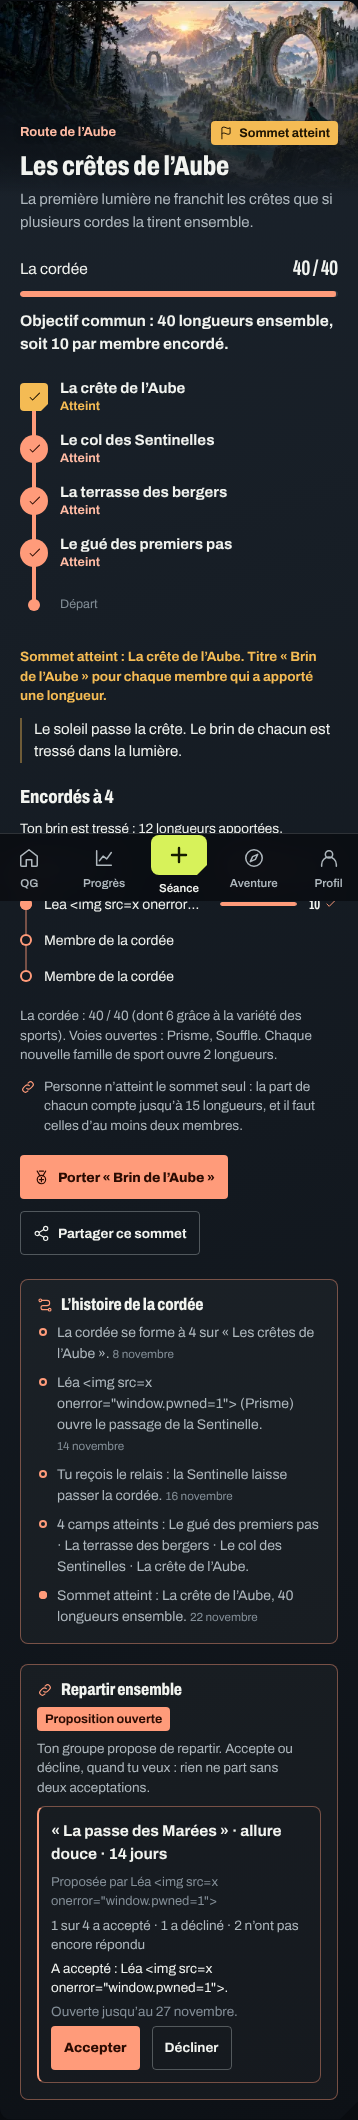 Route de l’Aube
Sommet atteint
Les crêtes de l’Aube
La première lumière ne franchit les crêtes que si
plusieurs cordes la tirent ensemble.
La cordée
40 / 40
Objectif commun : 40 longueurs ensemble,
soit 10 par membre encordé.
La crête de l’Aube
Atteint
Le col des Sentinelles
Atteint
La terrasse des bergers
Atteint
Le gué des premiers pas
Atteint
Départ
Sommet atteint : La crête de l’Aube. Titre « Brin
de l’Aube » pour chaque membre qui a apporté
une longueur.
Le soleil passe la crête. Le brin de chacun est
tressé dans la lumière.
Encordés à 4
Ton brin est tressé : 12 longueurs apportées.
QG
Progrès
Séance
Aventure
Profil
Léa <img src=x onerror…
10
Membre de la cordée
Membre de la cordée
La cordée : 40 / 40 (dont 6 grâce à la variété des
sports). Voies ouvertes : Prisme, Souffle. Chaque
nouvelle famille de sport ouvre 2 longueurs.
Personne n’atteint le sommet seul : la part de
chacun compte jusqu’à 15 longueurs, et il faut
celles d’au moins deux membres.
Porter « Brin de l’Aube »
Partager ce sommet
L’histoire de la cordée
La cordée se forme à 4 sur « Les crêtes de
l’Aube ». 8 novembre
Léa <img src=x
onerror="window.pwned=1"> (Prisme)
ouvre le passage de la Sentinelle.
14 novembre
Tu reçois le relais : la Sentinelle laisse
passer la cordée. 16 novembre
4 camps atteints : Le gué des premiers pas
· La terrasse des bergers · Le col des
Sentinelles · La crête de l’Aube.
Sommet atteint : La crête de l’Aube, 40
longueurs ensemble. 22 novembre
Repartir ensemble
Proposition ouverte
Ton groupe propose de repartir. Accepte ou
décline, quand tu veux : rien ne part sans
deux acceptations.
« La passe des Marées » · allure
douce · 14 jours
Proposée par Léa <img src=x
onerror="window.pwned=1">
1 sur 4 a accepté · 1 a décliné · 2 n’ont pas
encore répondu
A accepté : Léa <img src=x
onerror="window.pwned=1">.
Ouverte jusqu’au 27 novembre.
Accepter
Décliner